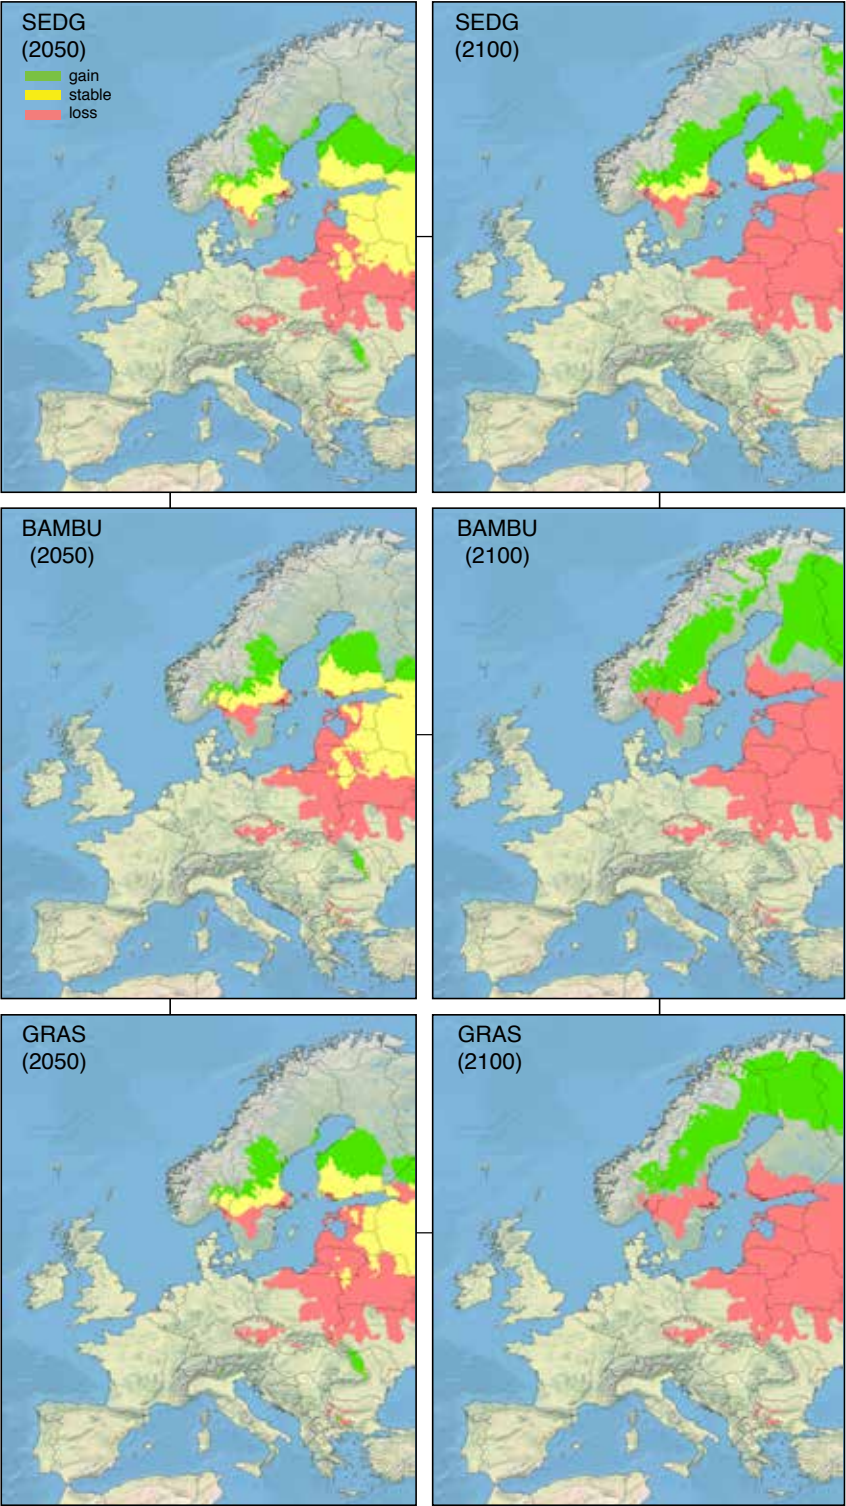 SEDG
(2050)
gain
stable
loss
SEDG
(2100)
BAMBU
(2050)
BAMBU
(2100)
GRAS
(2050)
GRAS
(2100)